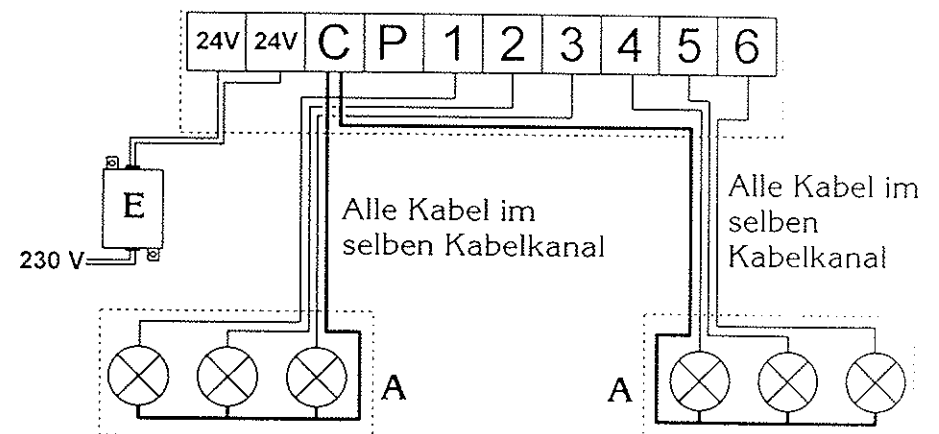 24V 24V C P 1 2 3 4 5 6
E
230 V
Alle Kabel im
selben Kabelkanal
Alle Kabel im
selben
Kabelkanal
A
A